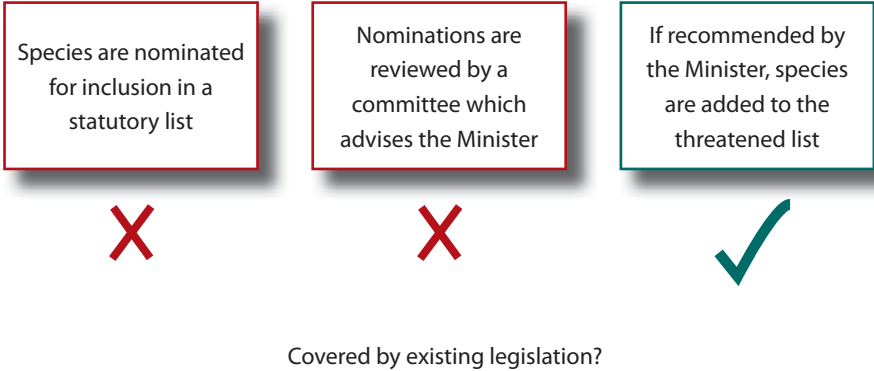 Species are nominated
for inclusion in a
statutory list
Nominations are
reviewed by a
committee which
advises the Minister
If recommended by
the Minister, species
are added to the
threatened list
Covered by existing legislation?